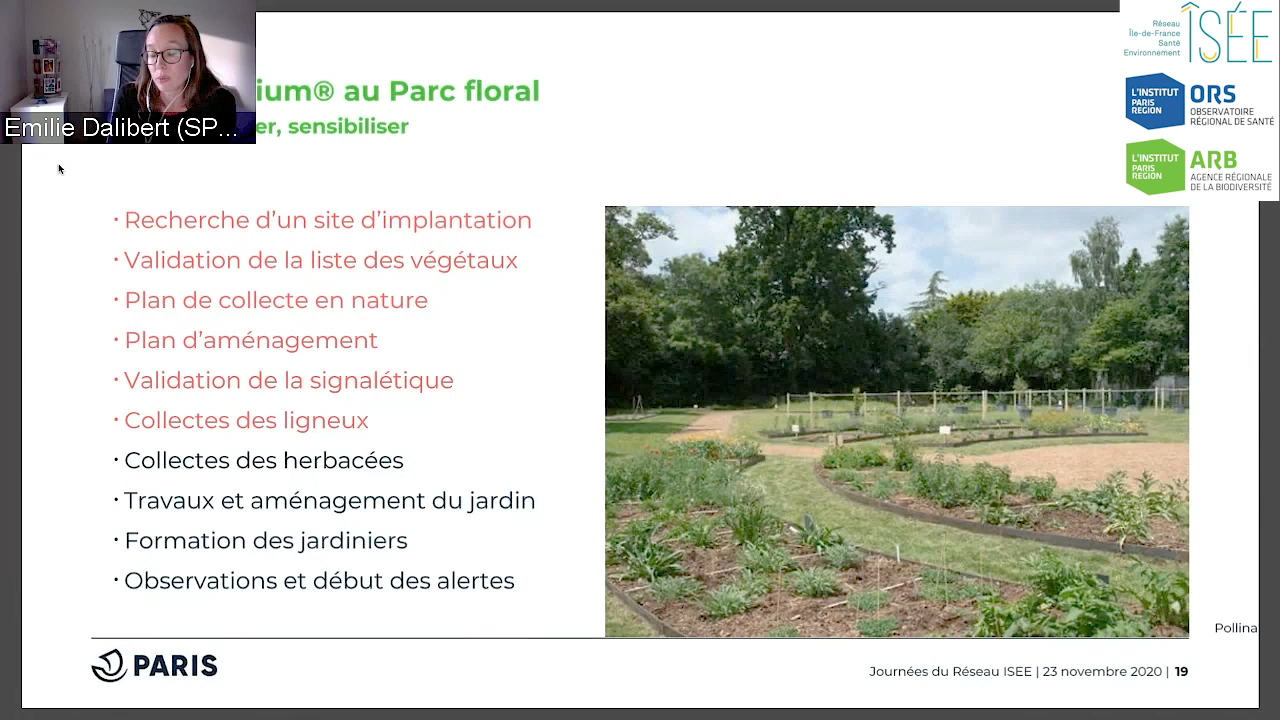 Emilie Dalibert (SP...
ium® au Parc floral
er, sensibiliser
Réseau
Île-de-France
Santé
Environnement
ÎSÉE
L'INSTITUT
PARIS
REGION
ORS
OBSERVATOIRE
RÉGIONAL DE SANTÉ
L'INSTITUT
PARIS
REGION
ARB
AGENCE RÉGIONALE
DE LA BIODIVERSITÉ
· Recherche d'un site d'implantation
· Validation de la liste des végétaux
· Plan de collecte en nature
· Plan d'aménagement
· Validation de la signalétique
· Collectes des ligneux
· Collectes des herbacées
· Travaux et aménagement du jardin
· Formation des jardiniers
· Observations et début des alertes
Pollina
PARIS
Journées du Réseau ISEE | 23 novembre 2020 | 19